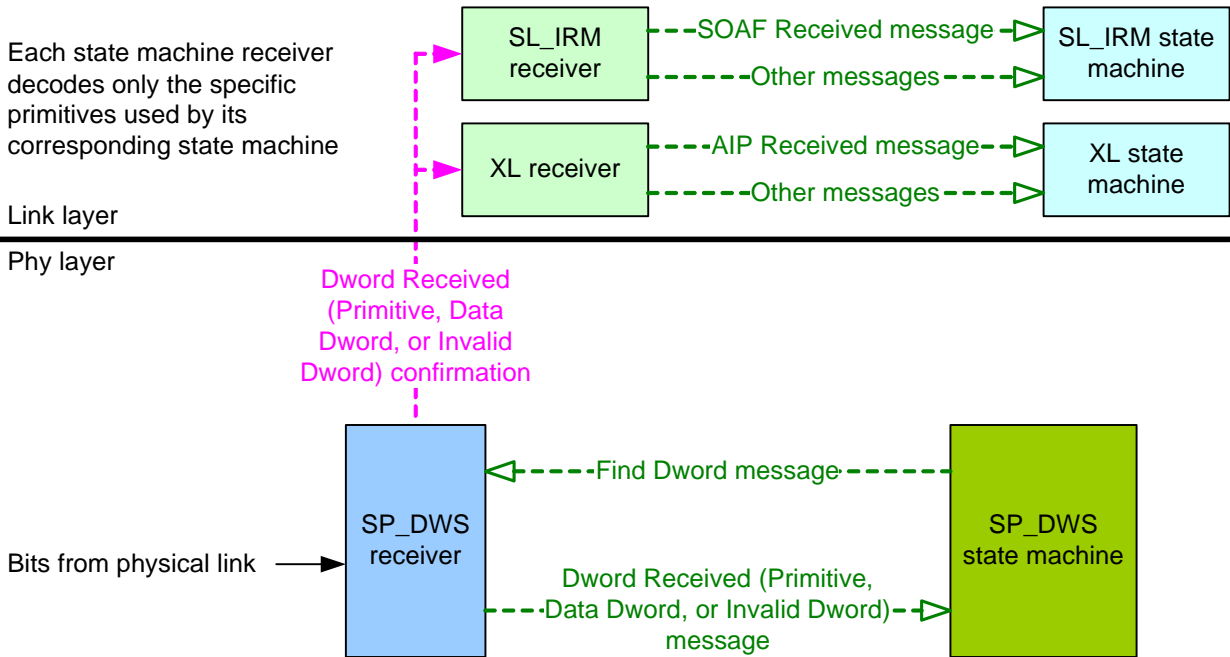 Each state machine receiver
decodes only the specific
primitives used by its
corresponding state machine
SL_IRM
receiver
SOAF Received message
Other messages
SL_IRM state
machine
XL receiver
AIP Received message
Other messages
XL state
machine
Link layer
Phy layer
Dword Received
(Primitive, Data
Dword, or Invalid
Dword) confirmation
Find Dword message
SP_DWS
receiver
SP_DWS
state machine
Bits from physical link
Dword Received (Primitive,
Data Dword, or Invalid Dword)
message